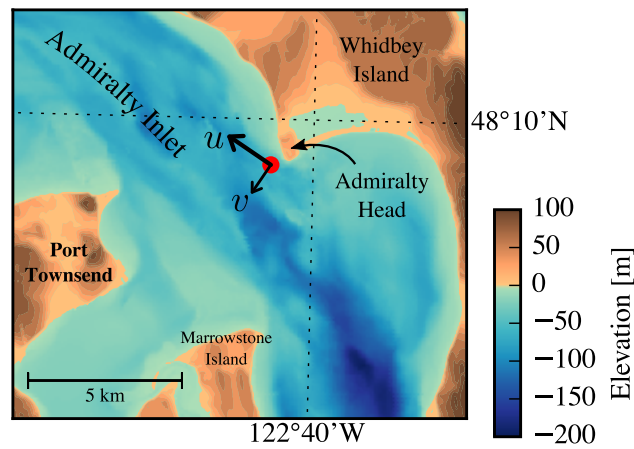 Whidbey
Island
Admiralty Inlet
48°10'N
u
v
Admiralty
Head
Port
Townsend
Marrowstone
Island
5 km
122°40'W
100
50
0
−50
−100
−150
−200
Elevation [m]